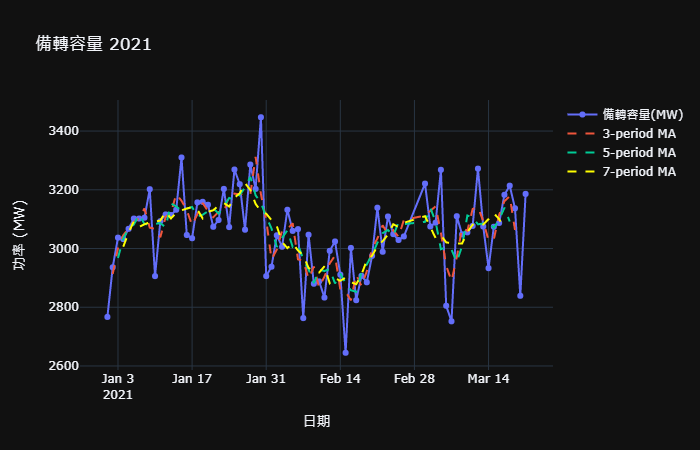 備轉容量 2021
備轉容量(MW)
3-period MA
5-period MA
7-period MA
功率 (MW)
3400
3200
3000
2800
2600
Jan 3
2021
Jan 17
Jan 31
Feb 14
Feb 28
Mar 14
日期